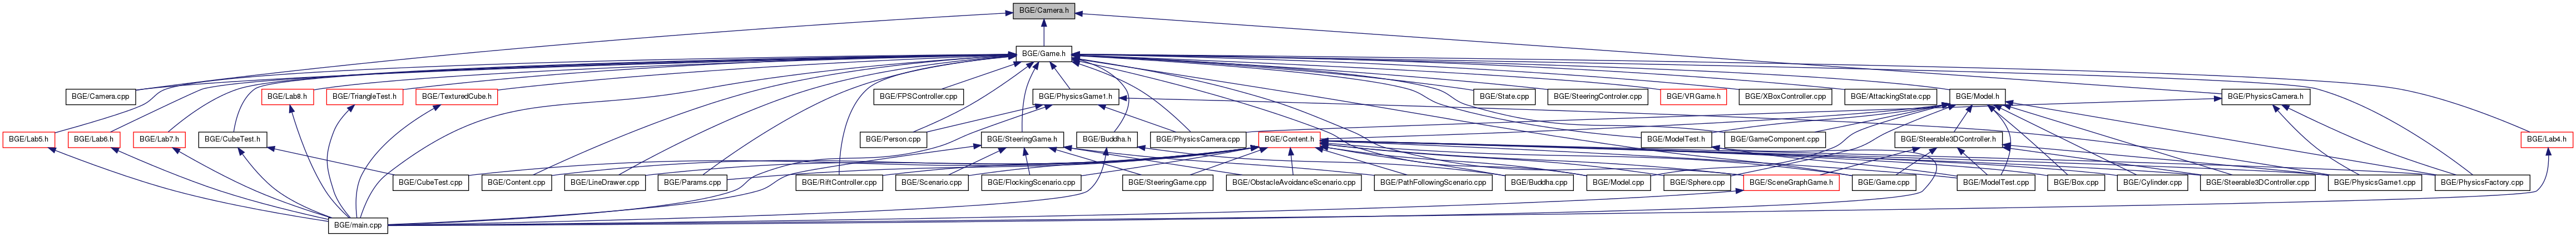 BGE/Camera.h
BGE/Game.h
BGE/Camera.cpp
BGE/Lab8.h
BGE/TriangleTest.h
BGE/TexturedCube.h
BGE/FPSController.cpp
BGE/PhysicsGame1.h
BGE/State.cpp
BGE/SteeringControler.cpp
BGE/VRGame.h
BGE/XBoxController.cpp
BGE/AttackingState.cpp
BGE/Model.h
BGE/PhysicsCamera.h
BGE/Lab5.h
BGE/Lab6.h
BGE/Lab7.h
BGE/CubeTest.h
BGE/Person.cpp
BGE/SteeringGame.h
BGE/Buddha.h
BGE/PhysicsCamera.cpp
BGE/Content.h
BGE/ModelTest.h
BGE/GameComponent.cpp
BGE/Steerable3DController.h
BGE/Lab4.h
BGE/CubeTest.cpp
BGE/Content.cpp
BGE/LineDrawer.cpp
BGE/Params.cpp
BGE/RiftController.cpp
BGE/Scenario.cpp
BGE/FlockingScenario.cpp
BGE/SteeringGame.cpp
BGE/ObstacleAvoidanceScenario.cpp
BGE/PathFollowingScenario.cpp
BGE/Buddha.cpp
BGE/Model.cpp
BGE/Sphere.cpp
BGE/SceneGraphGame.h
BGE/Game.cpp
BGE/ModelTest.cpp
BGE/Box.cpp
BGE/Cylinder.cpp
BGE/Steerable3DController.cpp
BGE/PhysicsGame1.cpp
BGE/PhysicsFactory.cpp
BGE/main.cpp